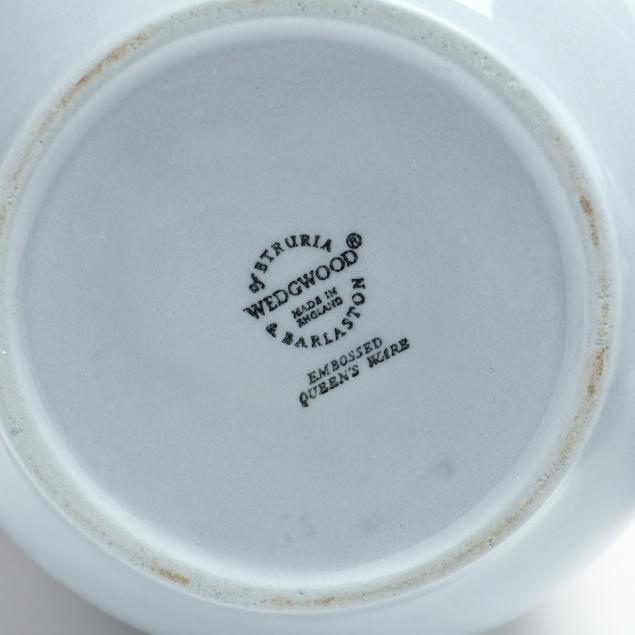 of ETRURIA
WEDGWOOD®
MADE IN
ENGLAND
& BARLASTON
EMBOSSED
QUEEN'S WARE